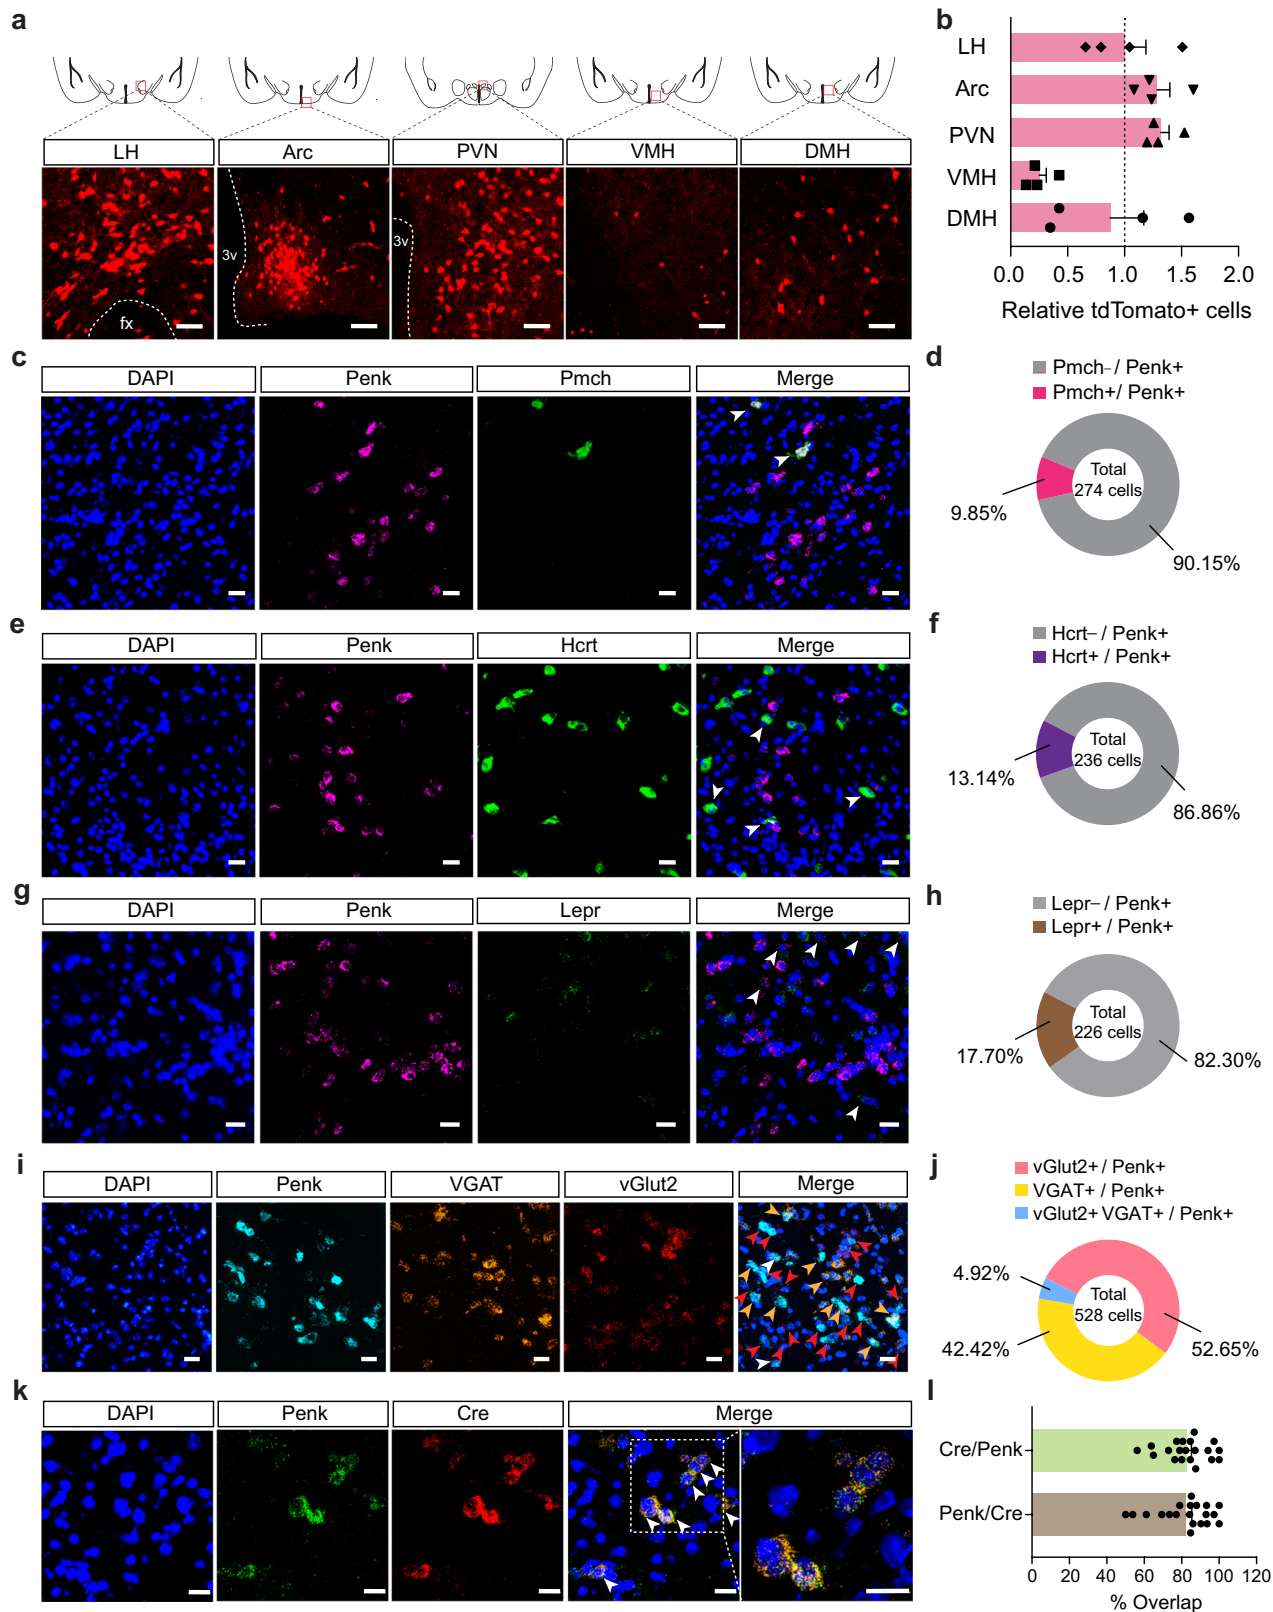 a
LH
Arc
PVN
VMH
DMH
3v
3v
fx
b
LH
Arc
PVN
VMH
DMH
0.0
0.5
1.0
1.5
2.0
Relative tdTomato+ cells
c
DAPI
Penk
Pmch
Merge
d
Pmch–/ Penk+
Pmch+/ Penk+
Total
274 cells
9.85%
90.15%
e
DAPI
Penk
Hcrt
Merge
f
Hcrt– / Penk+
Hcrt+ / Penk+
Total
236 cells
13.14%
86.86%
g
DAPI
Penk
Lepr
Merge
h
Lepr– / Penk+
Lepr+ / Penk+
Total
226 cells
17.70%
82.30%
i
DAPI
Penk
VGAT
vGlut2
Merge
j
vGlut2+ / Penk+
VGAT+ / Penk+
vGlut2+ VGAT+ / Penk+
4.92%
Total
528 cells
42.42%
52.65%
k
DAPI
Penk
Cre
Merge
l
Cre/Penk
Penk/Cre
0
20
40
60
80
100
120
% Overlap